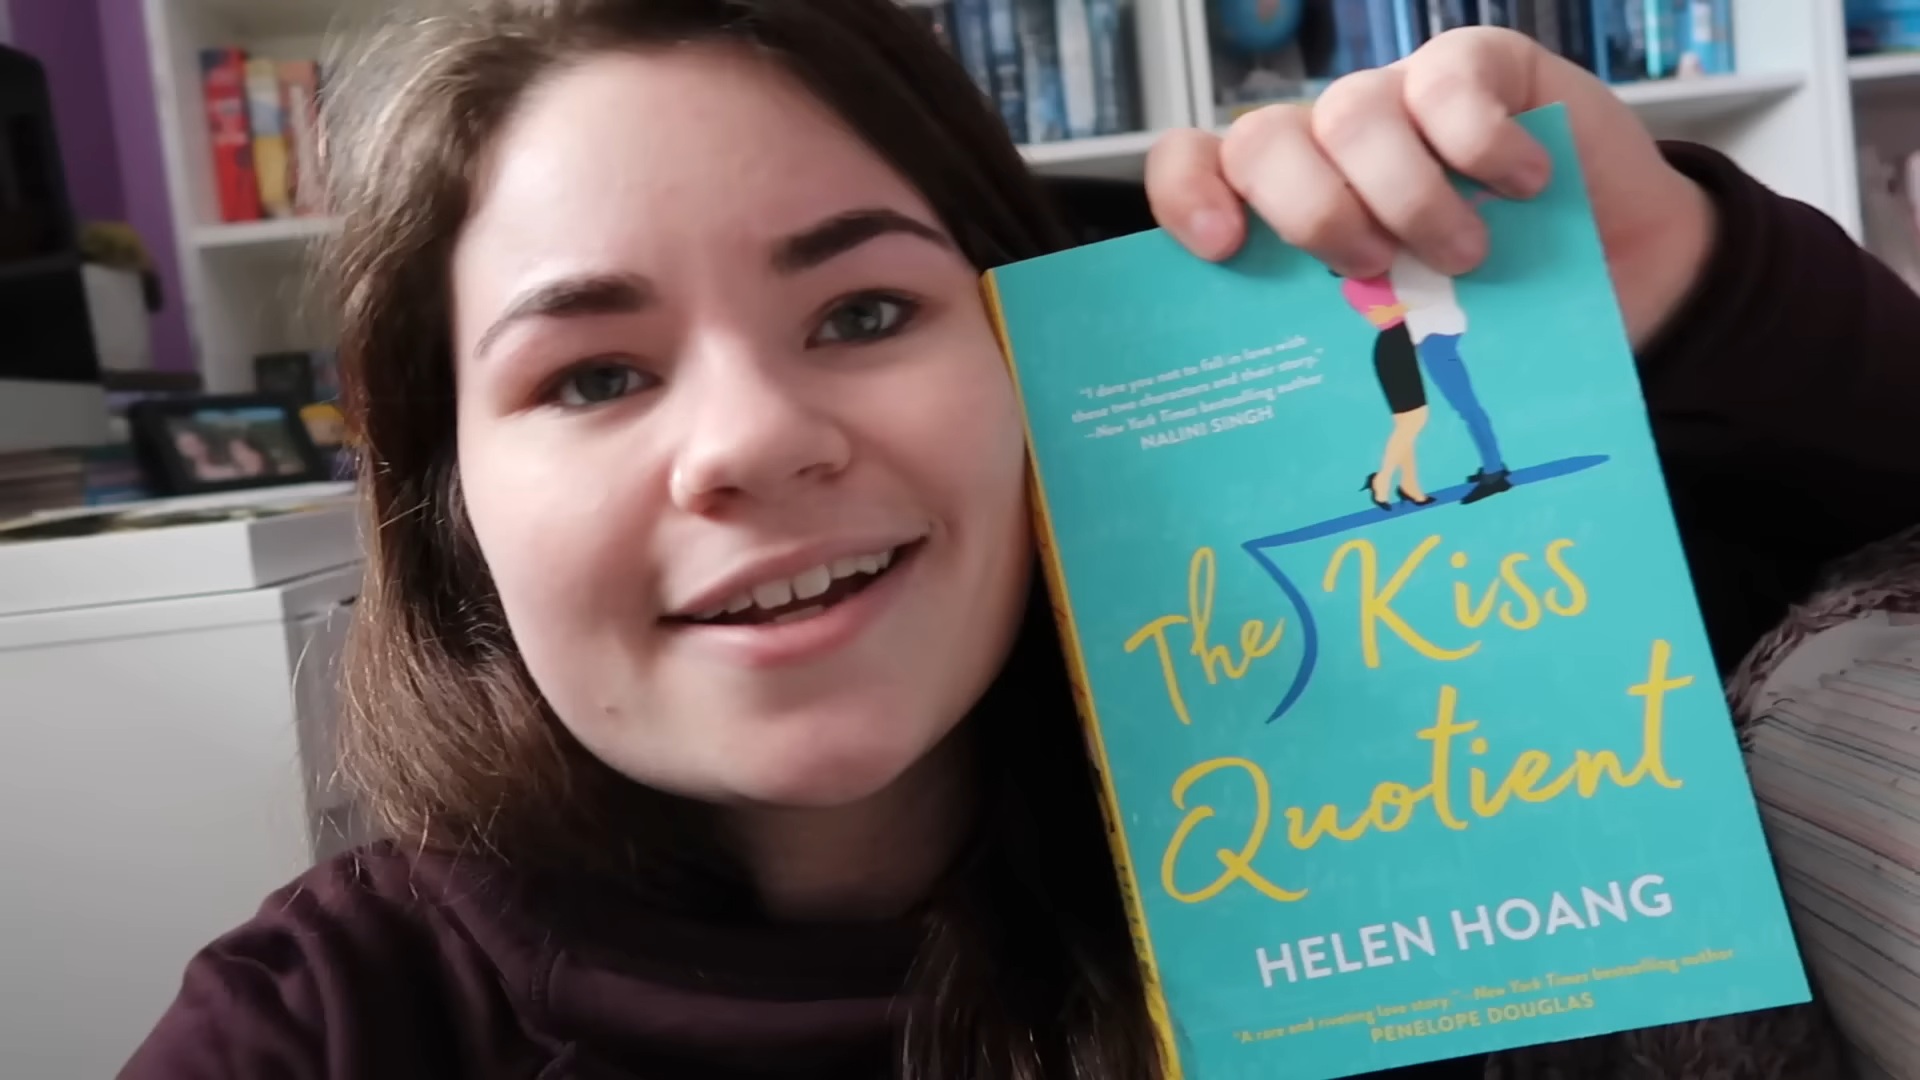 "I dare you not to fall in love with
these two characters and their story."
—New York Times bestselling author
NALINI SINGH
The Kiss
Quotient
HELEN HOANG
"A rare and riveting love story."—New York Times bestselling author
PENELOPE DOUGLAS